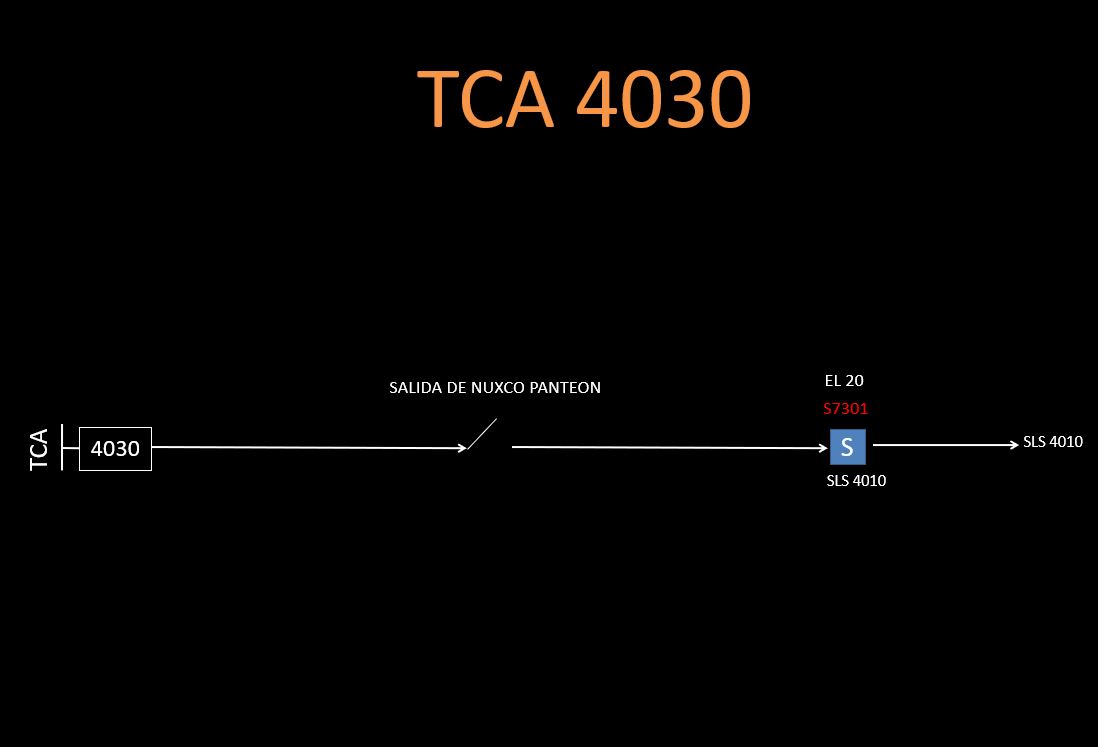 TCA 4030
SALIDA DE NUXCO PANTEON
EL 20
S7301
TCA
4030
S
SLS 4010
SLS 4010